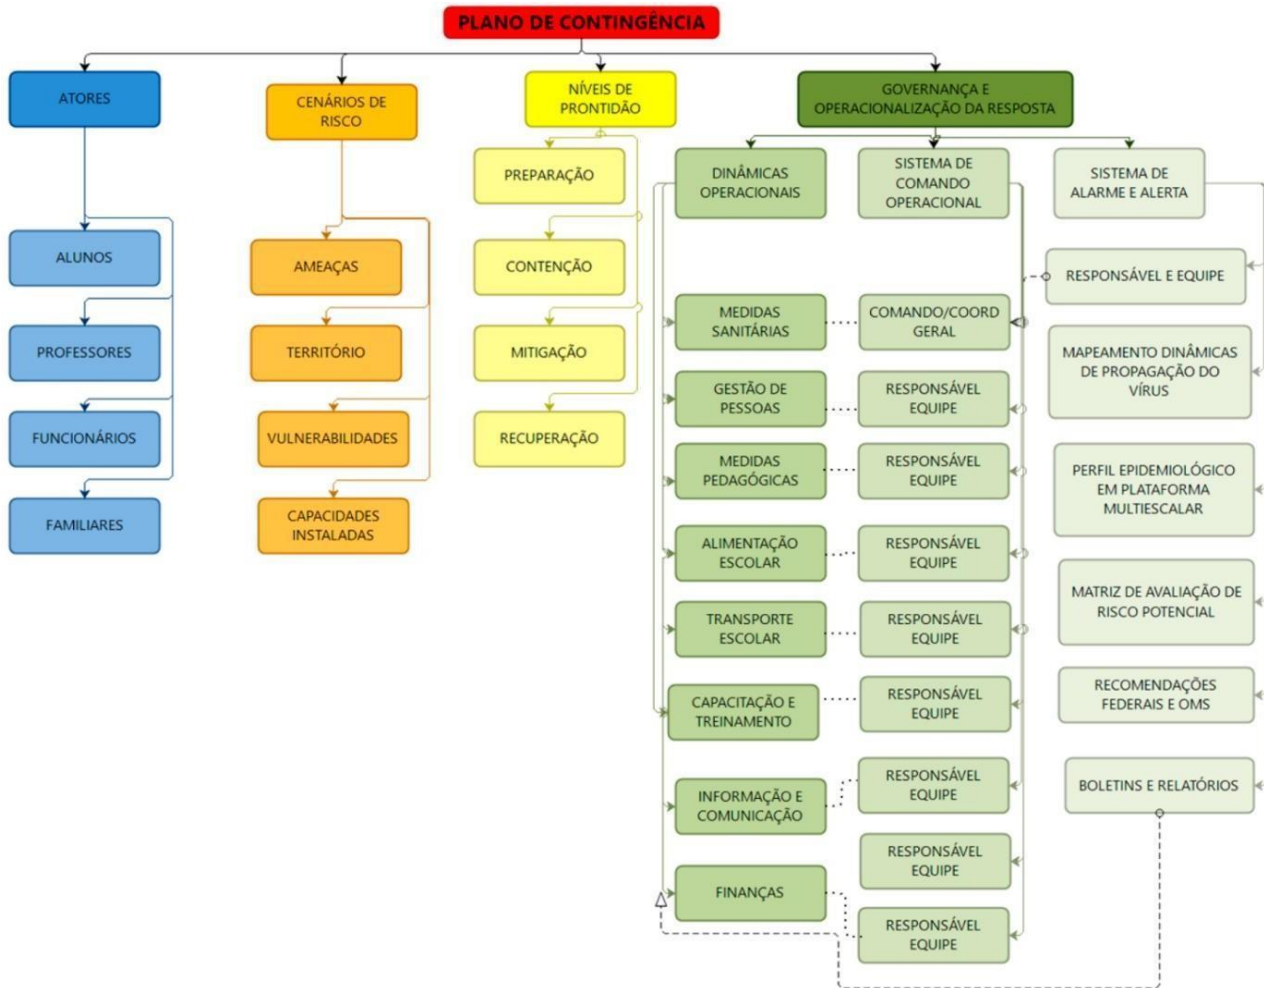 PLANO DE CONTINGÊNCIA
ATORES
CENÁRIOS DE
RISCO
NÍVEIS DE
PRONTIDÃO
GOVERNANÇA E
OPERACIONALIZAÇÃO DA RESPOSTA
ALUNOS
PROFESSORES
FUNCIONÁRIOS
FAMILIARES
AMEAÇAS
TERRITÓRIO
VULNERABILIDADES
CAPACIDADES
INSTALADAS
PREPARAÇÃO
CONTENÇÃO
MITIGAÇÃO
RECUPERAÇÃO
DINÂMICAS
OPERACIONAIS
MEDIDAS
SANITÁRIAS
GESTÃO DE
PESSOAS
MEDIDAS
PEDAGÓGICAS
ALIMENTAÇÃO
ESCOLAR
TRANSPORTE
ESCOLAR
CAPACITAÇÃO E
TREINAMENTO
INFORMAÇÃO E
COMUNICAÇÃO
FINANÇAS
SISTEMA DE
COMANDO
OPERACIONAL
COMANDO/COORD
GERAL
RESPONSÁVEL
EQUIPE
RESPONSÁVEL
EQUIPE
RESPONSÁVEL
EQUIPE
RESPONSÁVEL
EQUIPE
RESPONSÁVEL
EQUIPE
RESPONSÁVEL
EQUIPE
RESPONSÁVEL
EQUIPE
RESPONSÁVEL
EQUIPE
SISTEMA DE
ALARME E ALERTA
RESPONSÁVEL E EQUIPE
MAPEAMENTO DINÂMICAS
DE PROPAGAÇÃO DO
VÍRUS
PERFIL EPIDEMIOLÓGICO
EM PLATAFORMA
MULTIESCALAR
MATRIZ DE AVALIAÇÃO DE
RISCO POTENCIAL
RECOMENDAÇÕES
FEDERAIS E OMS
BOLETINS E RELATÓRIOS